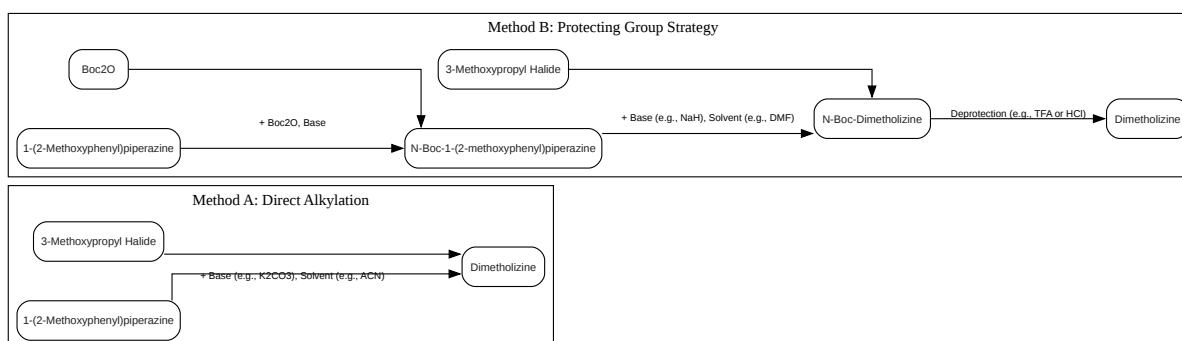 Method B: Protecting Group Strategy
Boc2O
3-Methoxypropyl Halide
+ Boc2O, Base
+ Base (e.g., NaH), Solvent (e.g., DMF)
Deprotection (e.g., TFA or HCl)
1-(2-Methoxyphenyl)piperazine
N-Boc-1-(2-methoxyphenyl)piperazine
N-Boc-Dimetholizine
Dimetholizine
Method A: Direct Alkylation
3-Methoxypropyl Halide
+ Base (e.g., K2CO3), Solvent (e.g., ACN)
Dimetholizine
1-(2-Methoxyphenyl)piperazine